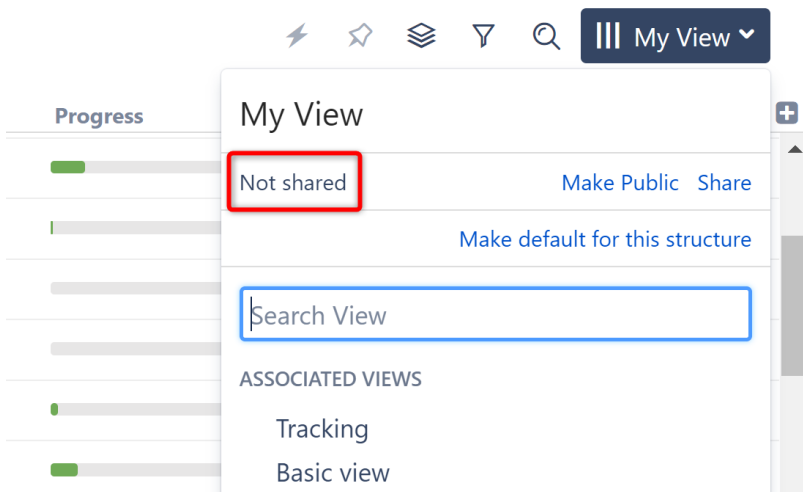 My View
Progress
My View
Not shared Make Public Share
Make default for this structure
Search View
ASSOCIATED VIEWS
Tracking
Basic view